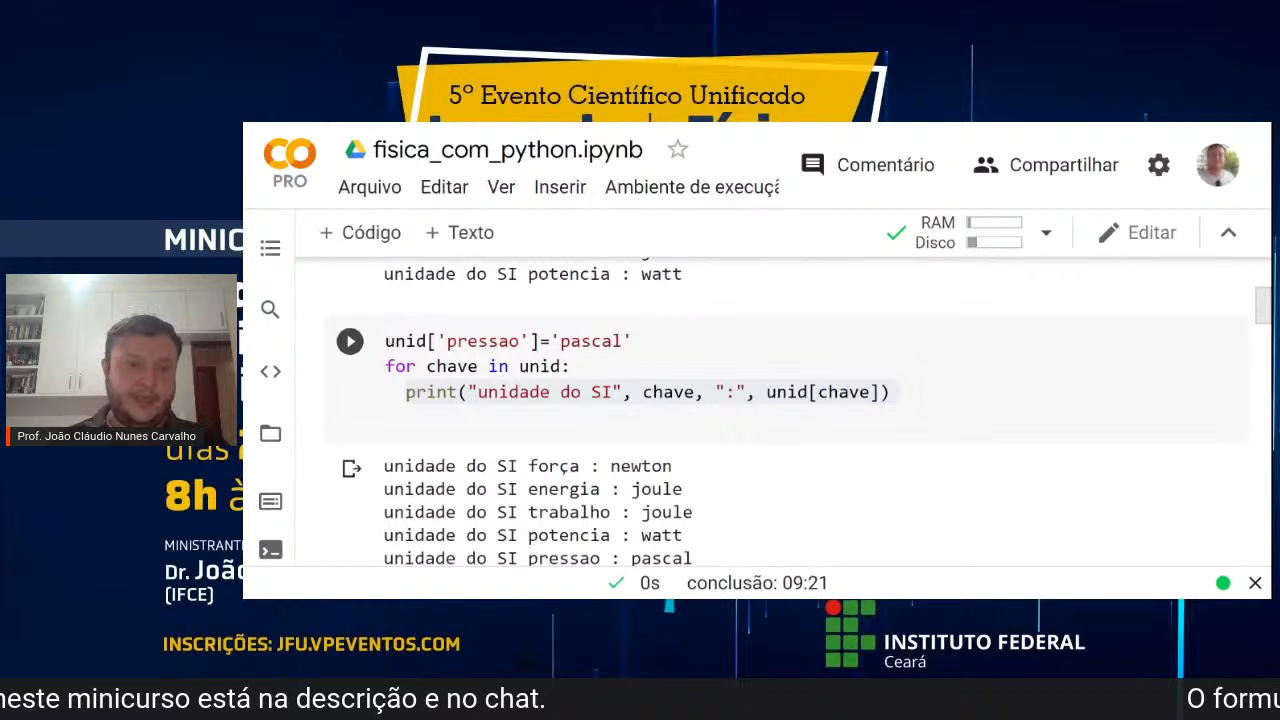 5º Evento Científico Unificado
CO
PRO
fisica_com_python.ipynb
Arquivo Editar Ver Inserir Ambiente de execuçã
Comentário
Compartilhar
+ Código + Texto
RAM
Disco
Editar
unidade do SI potencia : watt
unid['pressao']='pascal'
for chave in unid:
print("unidade do SI", chave, ":", unid[chave])
unidade do SI força : newton
unidade do SI energia : joule
unidade do SI trabalho : joule
unidade do SI potencia : watt
unidade do SI pressao : pascal
0s conclusão: 09:21
MINIC
Prof. João Cláudio Nunes Carvalho
dias 2
8h à
MINISTRANT
Dr. João
(IFCE)
INSCRIÇÕES: JFU.VPEVENTOS.COM
INSTITUTO FEDERAL
Ceará
neste minicurso está na descrição e no chat.
O formu